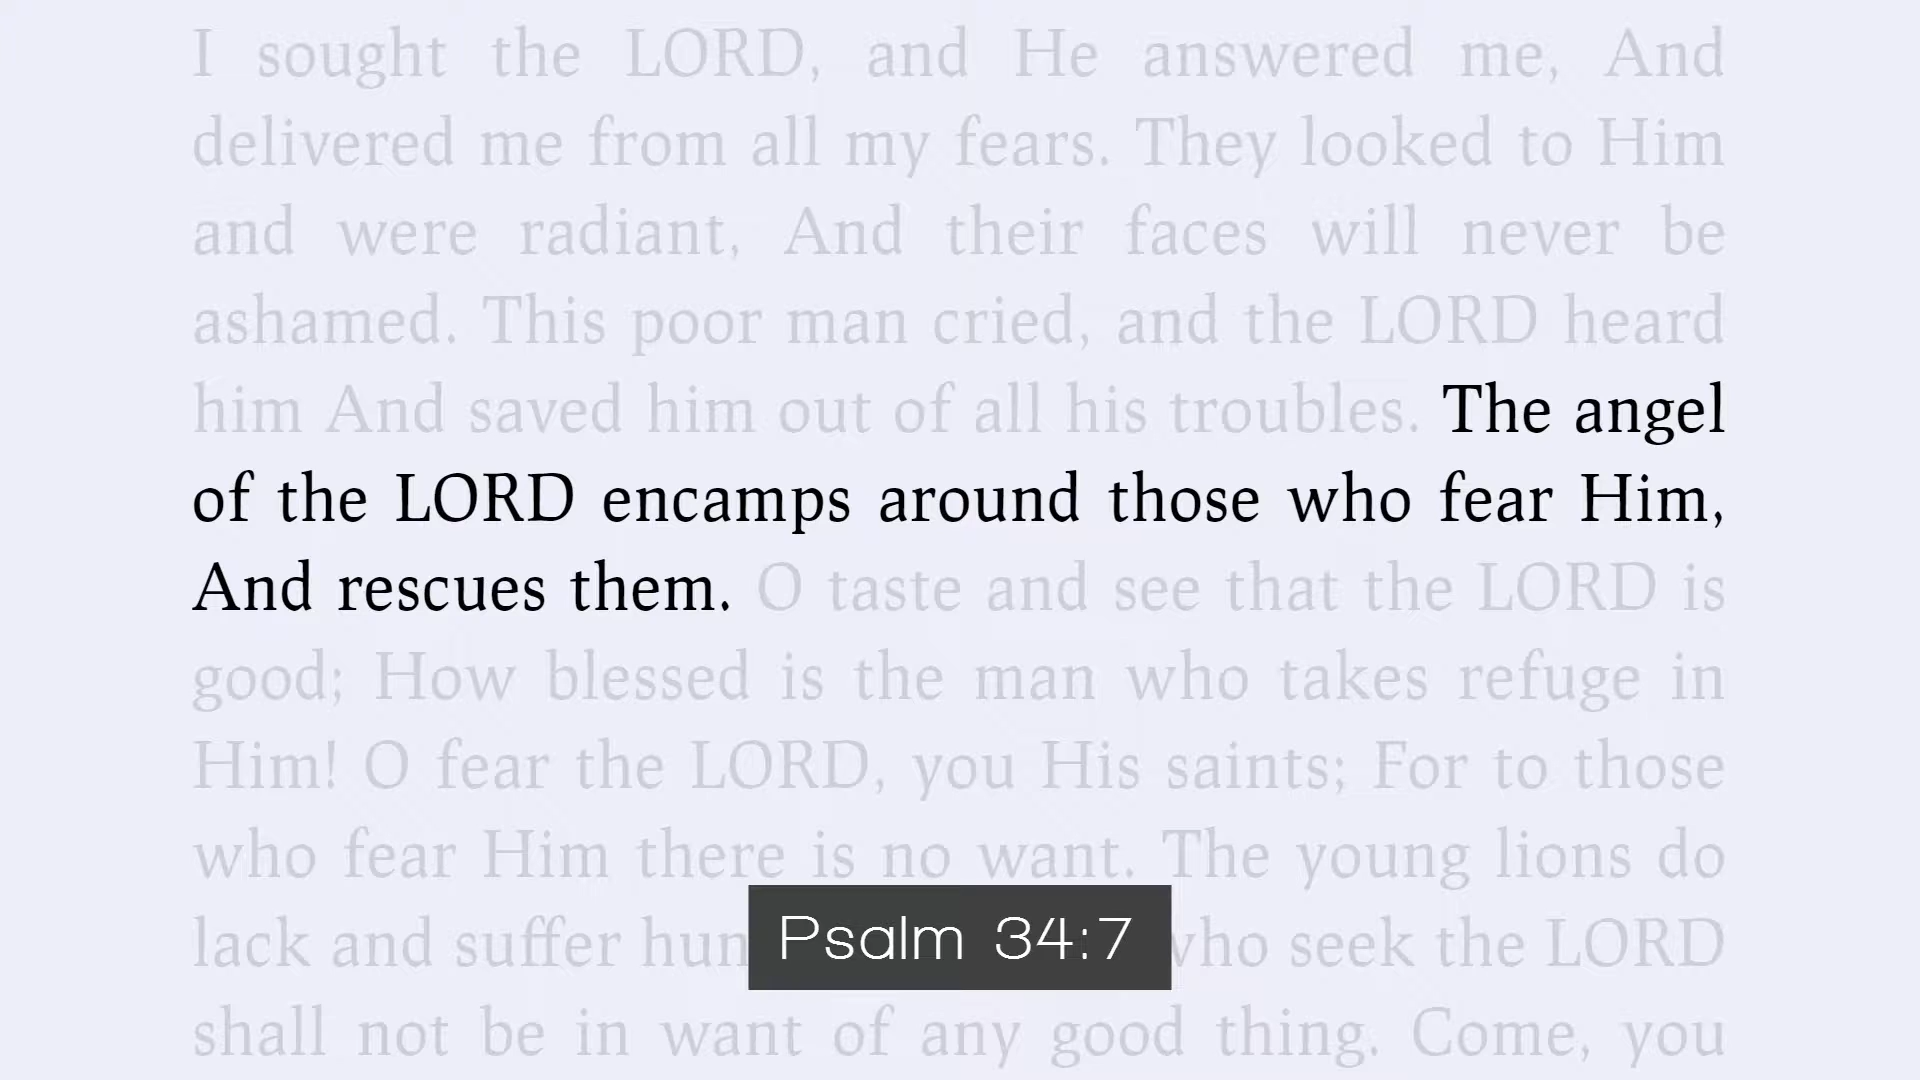 I sought the LORD, and He answered me, And
delivered me from all my fears. They looked to Him
and were radiant, And their faces will never be
ashamed. This poor man cried, and the LORD heard
him And saved him out of all his troubles. The angel
of the LORD encamps around those who fear Him,
And rescues them. O taste and see that the LORD is
good; How blessed is the man who takes refuge in
Him! O fear the LORD, you His saints; For to those
who fear Him there is no want. The young lions do
lack and suffer who seek the LORD
Psalm 34:7
shall not be in want of any good thing. Come, you